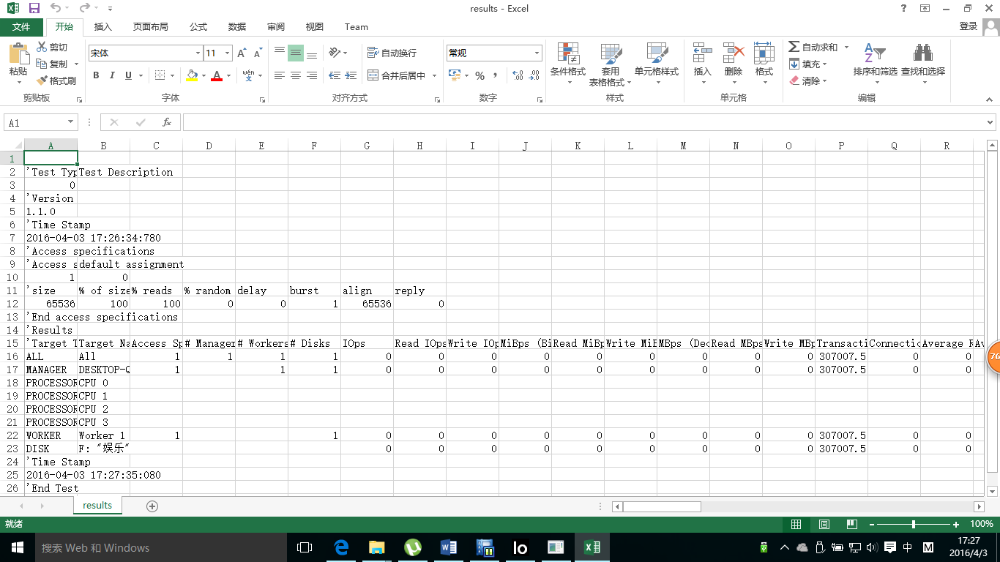 results - Excel
文件 开始 插入 页面布局 公式 数据 审阅 视图 Team 登录
粘贴 剪切 复制 格式刷 剪贴板
宋体 11 B I U A wén 字体
自动换行 合并后居中 对齐方式
常规 % , 数字
条件格式 套用表格格式 单元格样式 样式
插入 删除 格式 单元格
自动求和 填充 清除 排序和筛选 查找和选择 编辑
A1 fx
A B C D E F G H I J K L M N O P Q R
1
2 'Test Typ Test Description
3 0
4 'Version
5 1.1.0
6 'Time Stamp
7 2016-04-03 17:26:34:780
8 'Access specifications
9 'Access s default assignment
10 1 0
11 'size % of size % reads % random delay burst align reply
12 65536 100 100 0 0 1 65536 0
13 'End access specifications
14 'Results
15 'Target T Target Na Access Sp # Manager # Workers # Disks IOps Read IOps Write IOp MiBps (Bi Read MiBp Write MiB MBps (Dec Read MBps Write MBp Transacti Connectio Average R Av
16 ALL All 1 1 1 1 0 0 0 0 0 0 0 0 0 307007.5 0 0
17 MANAGER DESKTOP-Q 1 1 1 0 0 0 0 0 0 0 0 0 307007.5 0 0
18 PROCESSOR CPU 0
19 PROCESSOR CPU 1
20 PROCESSOR CPU 2
21 PROCESSOR CPU 3
22 WORKER Worker 1 1 1 0 0 0 0 0 0 0 0 0 307007.5 0 0
23 DISK F: "娱乐" 0 0 0 0 0 0 0 0 0 307007.5 0 0
24 'Time Stamp
25 2016-04-03 17:27:35:080
26 'End Test
76
results
就绪 100%
搜索 Web 和 Windows Io 中 M 17:27
2016/4/3